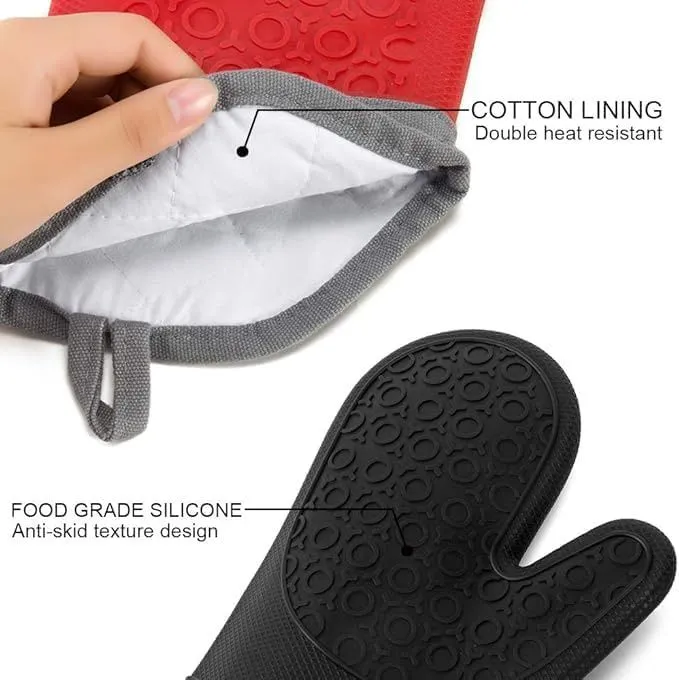 COTTON LINING
Double heat resistant
FOOD GRADE SILICONE
Anti-skid texture design